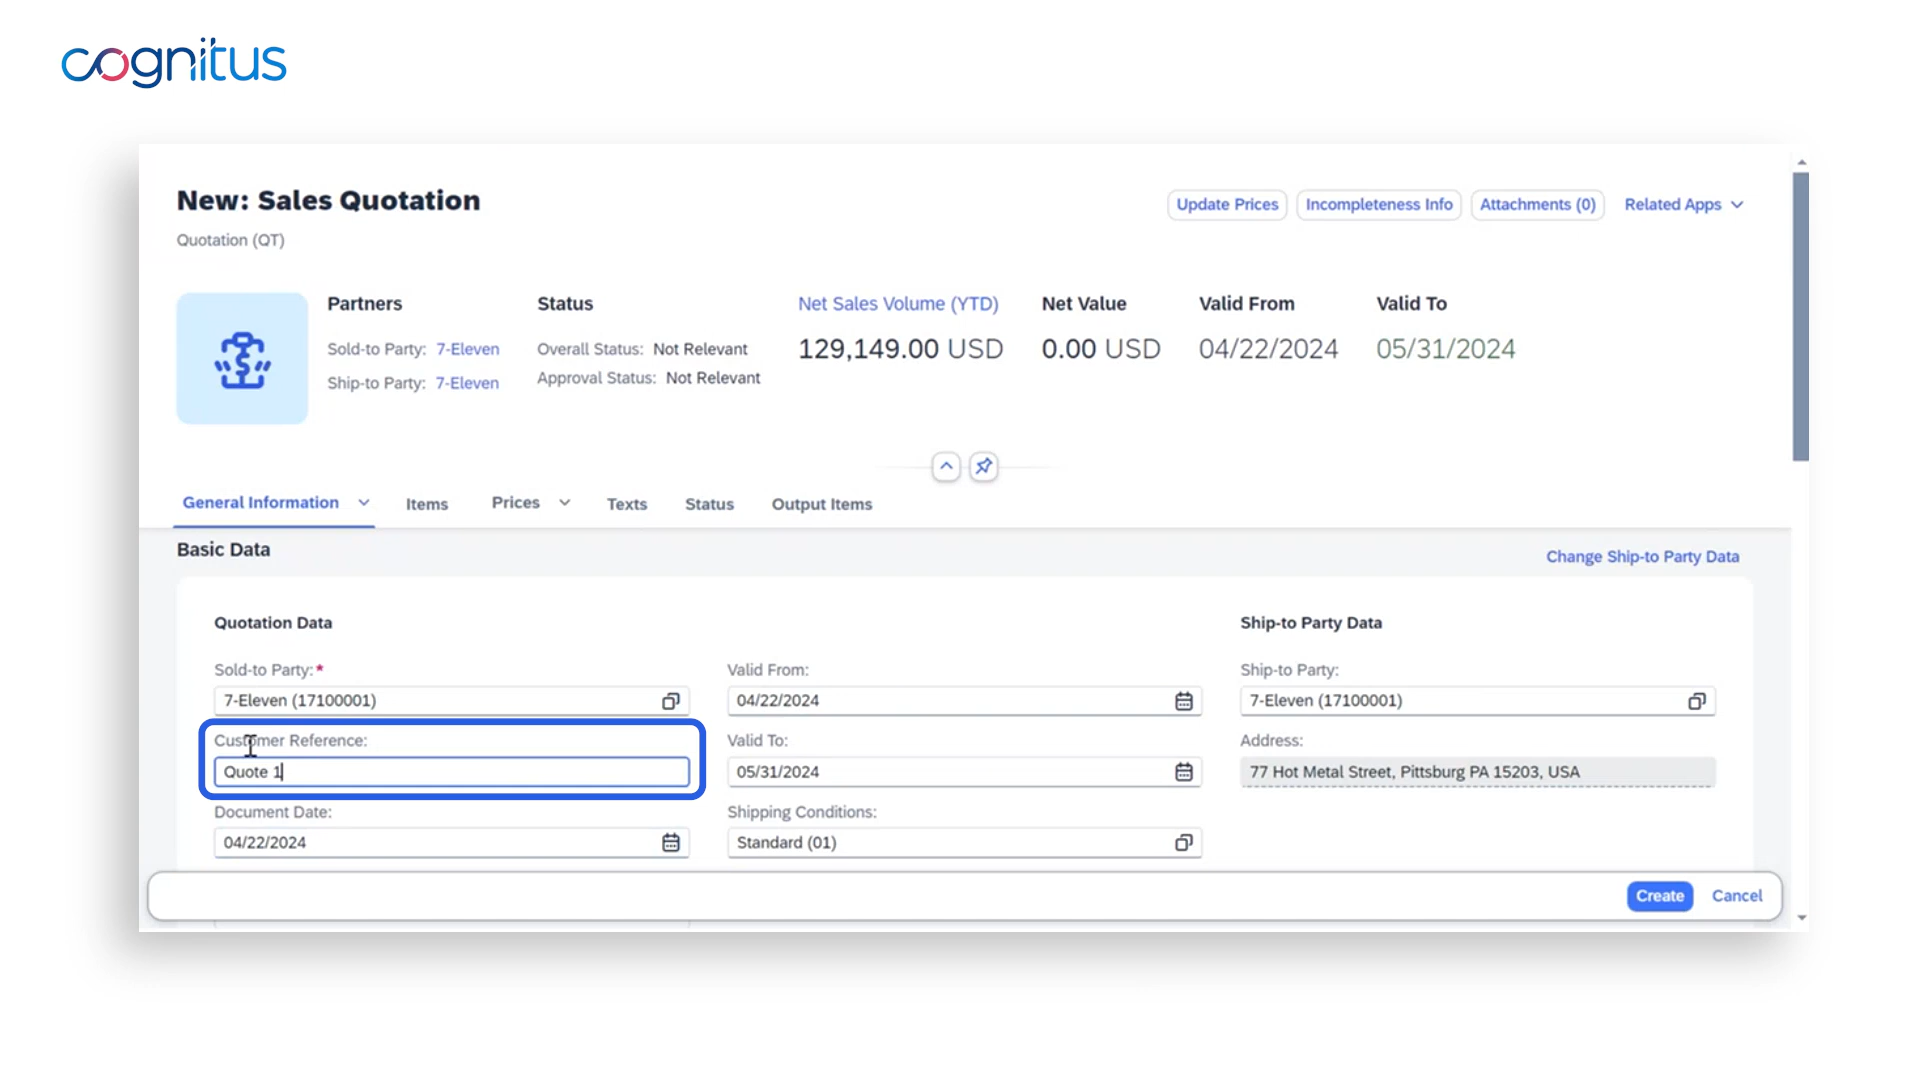 cognitus
New: Sales Quotation
Update Prices
Incompleteness Info
Attachments (0)
Related Apps
Quotation (QT)
Partners
Sold-to Party: 7-Eleven
Ship-to Party: 7-Eleven
Status
Overall Status: Not Relevant
Approval Status: Not Relevant
Net Sales Volume (YTD)
129,149.00 USD
Net Value
0.00 USD
Valid From
04/22/2024
Valid To
05/31/2024
General Information
Items
Prices
Texts
Status
Output Items
Basic Data
Change Ship-to Party Data
Quotation Data
Sold-to Party:*
7-Eleven (17100001)
Customer Reference:
Quote 1
Document Date:
04/22/2024
Valid From:
04/22/2024
Valid To:
05/31/2024
Shipping Conditions:
Standard (01)
Ship-to Party Data
Ship-to Party:
7-Eleven (17100001)
Address:
77 Hot Metal Street, Pittsburg PA 15203, USA
Create
Cancel